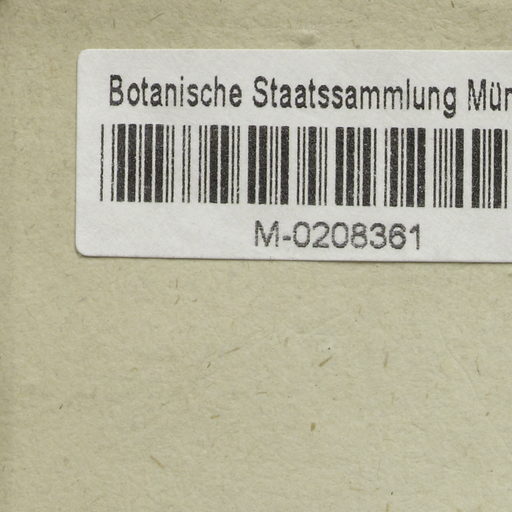 Botanische Staatssammlung Mün
M-0208361